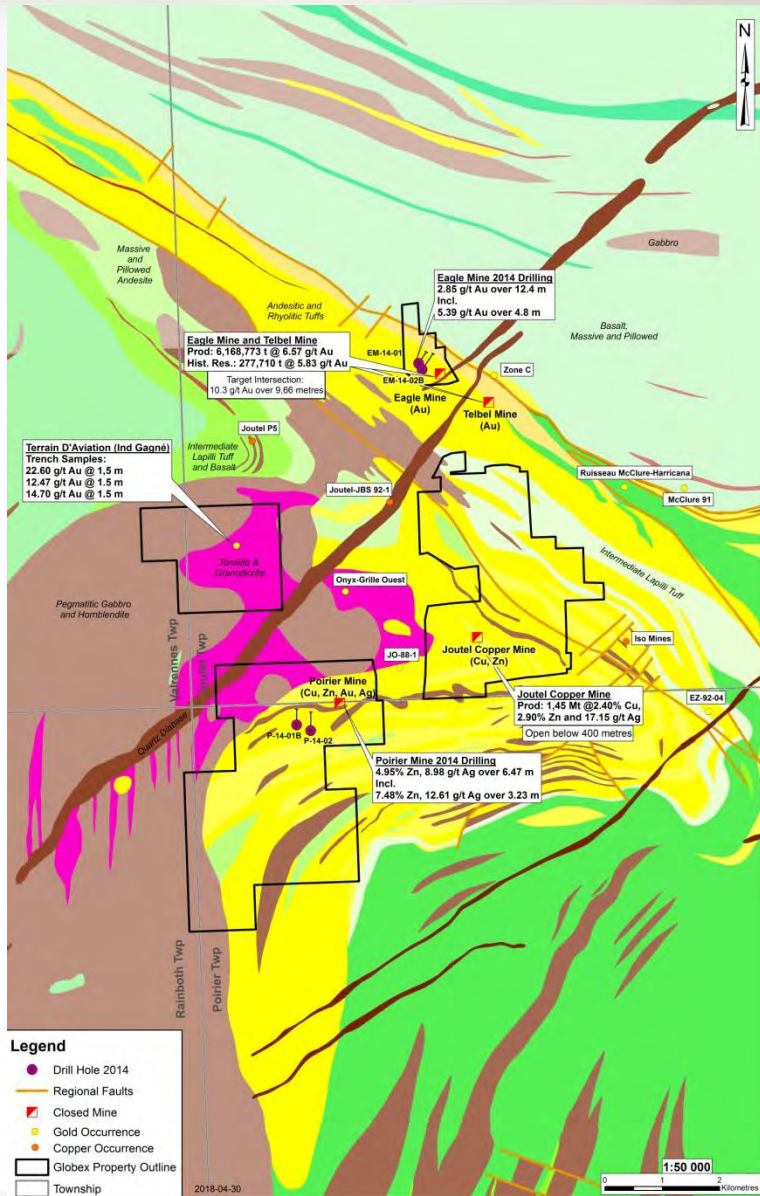 N
Massive
and
Pillowed
Andesite
Gabbro
Andesitic and
Rhyolitic Tuffs
Eagle Mine 2014 Drilling
2.85 g/t Au over 12.4 m
Incl.
5.39 g/t Au over 4.8 m
Basalt,
Massive and Pillowed
Eagle Mine and Telbel Mine
Prod: 6,168,773 t @ 6.57 g/t Au
Hist. Res.: 277,710 t @ 5.83 g/t Au
EM-14-01
Target Intersection:
10.3 g/t Au over 9,66 metres
EM-14-02B
Zone C
Eagle Mine
(Au)
Telbel Mine
(Au)
Joutel P5
Terrain D'Aviation (Ind Gagné)
Trench Samples:
22.60 g/t Au @ 1,5 m
12.47 g/t Au @ 1.5 m
14.70 g/t Au @ 1.5 m
Intermediate
Lapilli Tuff
and Basalt
Ruisseau McClure-Harricana
Joutel-JBS 92-1
McClure 91
Intermediate Lapilli Tuff
Tonalite &
Granodiorite
Onyx-Grille Ouest
Pegmatitic Gabbro
and Hornblendite
Valrennes Twp
Joutel Twp
Iso Mines
Joutel Copper Mine
(Cu, Zn)
JO-88-1
Poirier Mine
(Cu, Zn, Au, Ag)
Joutel Copper Mine
Prod: 1,45 Mt @2.40% Cu,
2.90% Zn and 17.15 g/t Ag
EZ-92-04
Open below 400 metres
P-14-01B
P-14-02
Quartz Diabase
Poirier Mine 2014 Drilling
4.95% Zn, 8.98 g/t Ag over 6.47 m
Incl.
7.48% Zn, 12.61 g/t Ag over 3.23 m
Rainboth Twp
Poirier Twp
Legend
Drill Hole 2014
Regional Faults
Closed Mine
Gold Occurrence
Copper Occurrence
Globex Property Outline
Township
2018-04-30
1:50 000
0 1 2
Kilometres